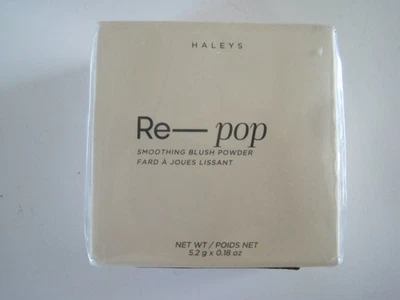 HALEYS
Re— pop
SMOOTHING BLUSH POWDER
FARD À JOUES LISSANT
NET WT / POIDS NET
5.2 g x 0.18 oz